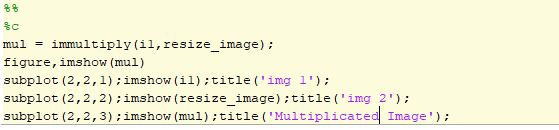 %%
%c
mul = immultiply(i1,resize_image);
figure,imshow(mul)
subplot(2,2,1);imshow(i1);title('img 1');
subplot(2,2,2);imshow(resize_image);title('img 2');
subplot(2,2,3);imshow(mul);title('Multiplicated Image');